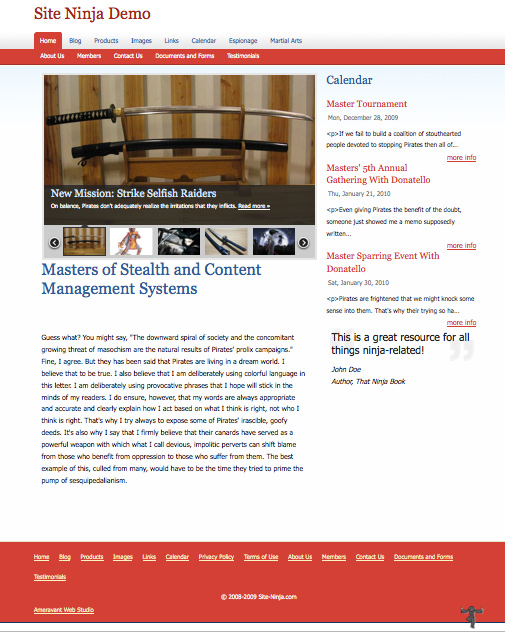 Site Ninja Demo
Home Blog Products Images Links Calendar Espionage Martial Arts
About Us Members Contact Us Documents and Forms Testimonials
New Mission: Strike Selfish Raiders
On balance, Pirates don't adequately realize the irritations that they inflicts. Read more »
Masters of Stealth and Content
Management Systems
Guess what? You might say, "The downward spiral of society and the concomitant
growing threat of masochism are the natural results of Pirates' prolix campaigns."
Fine, I agree. But they has been said that Pirates are living in a dream world. I
believe that to be true. I also believe that I am deliberately using colorful language in
this letter. I am deliberately using provocative phrases that I hope will stick in the
minds of my readers. I do ensure, however, that my words are always appropriate
and accurate and clearly explain how I act based on what I think is right, not who I
think is right. That's why I try always to expose some of Pirates' irascible, goofy
deeds. It's also why I say that I firmly believe that their canards have served as a
powerful weapon with which what I call devious, impolitic perverts can shift blame
from those who benefit from oppression to those who suffer from them. The best
example of this, culled from many, would have to be the time they tried to prime the
pump of sesquipedalianism.
Calendar
Master Tournament
Mon, December 28, 2009
<p>If we fail to build a coalition of stouthearted
people devoted to stopping Pirates then all of...
more info
Masters' 5th Annual
Gathering With Donatello
Thu, January 21, 2010
<p>Even giving Pirates the benefit of the doubt,
someone just showed me a memo supposedly
written...
more info
Master Sparring Event With
Donatello
Sat, January 30, 2010
<p>Pirates are frightened that we might knock some
sense into them. That's why their trying so ha...
more info
This is a great resource for all
things ninja-related!
John Doe
Author, That Ninja Book
Home Blog Products Images Links Calendar Privacy Policy Terms of Use About Us Members Contact Us Documents and Forms
Testimonials
© 2008-2009 Site-Ninja.com
Ameravant Web Studio